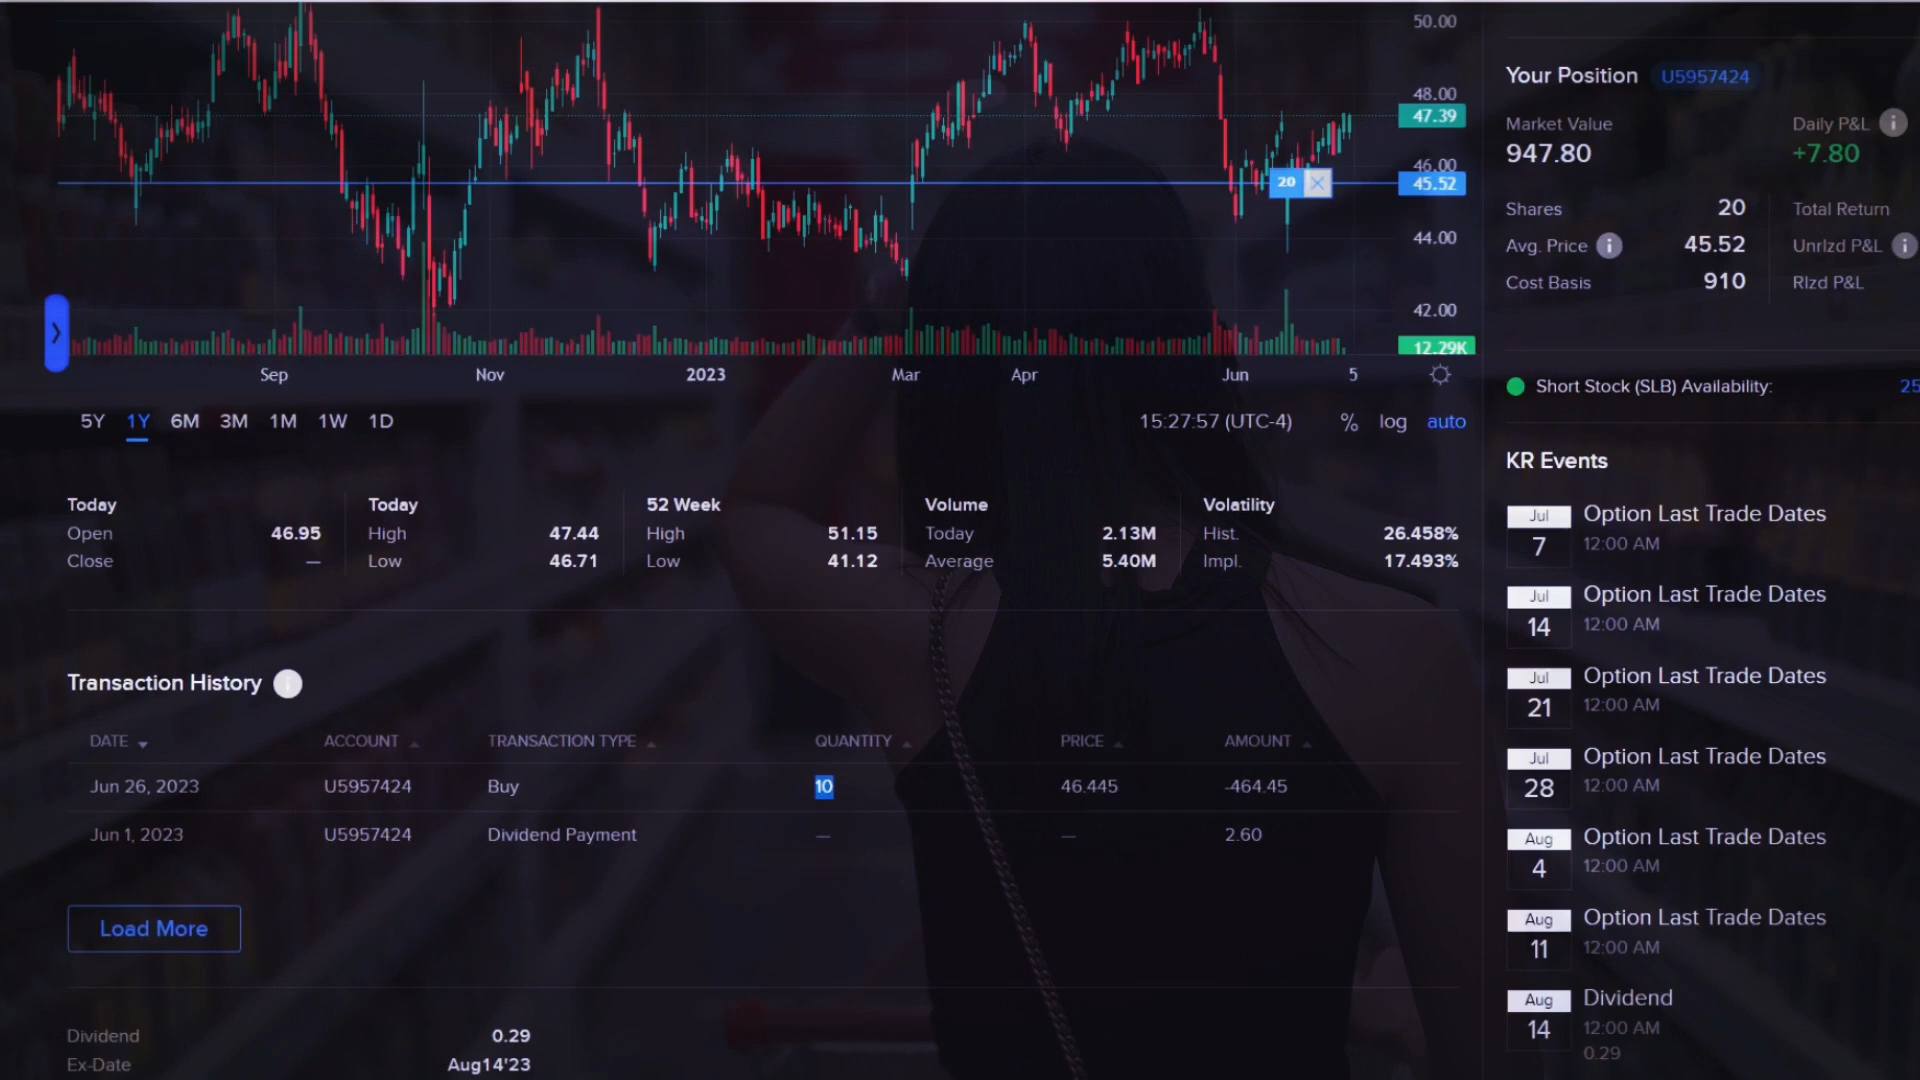 50.00
48.00
47.39
46.00
45.52
20
44.00
42.00
12.29K
Sep Nov 2023 Mar Apr Jun 5
5Y 1Y 6M 3M 1M 1W 1D
15:27:57 (UTC-4) % log auto
Today
Open 46.95
Close —
Today
High 47.44
Low 46.71
52 Week
High 51.15
Low 41.12
Volume
Today 2.13M
Average 5.40M
Volatility
Hist. 26.458%
Impl. 17.493%
Transaction History
DATE ACCOUNT TRANSACTION TYPE QUANTITY PRICE AMOUNT
Jun 26, 2023 U5957424 Buy 10 46.445 -464.45
Jun 1, 2023 U5957424 Dividend Payment — — 2.60
Load More
Dividend 0.29
Ex-Date Aug14'23
Your Position U5957424
Market Value Daily P&L i
947.80 +7.80
Shares 20 Total Return
Avg. Price i 45.52 Unrlzd P&L i
Cost Basis 910 Rlzd P&L
Short Stock (SLB) Availability: 25
KR Events
Jul 7 Option Last Trade Dates
12:00 AM
Jul 14 Option Last Trade Dates
12:00 AM
Jul 21 Option Last Trade Dates
12:00 AM
Jul 28 Option Last Trade Dates
12:00 AM
Aug 4 Option Last Trade Dates
12:00 AM
Aug 11 Option Last Trade Dates
12:00 AM
Aug 14 Dividend
12:00 AM
0.29